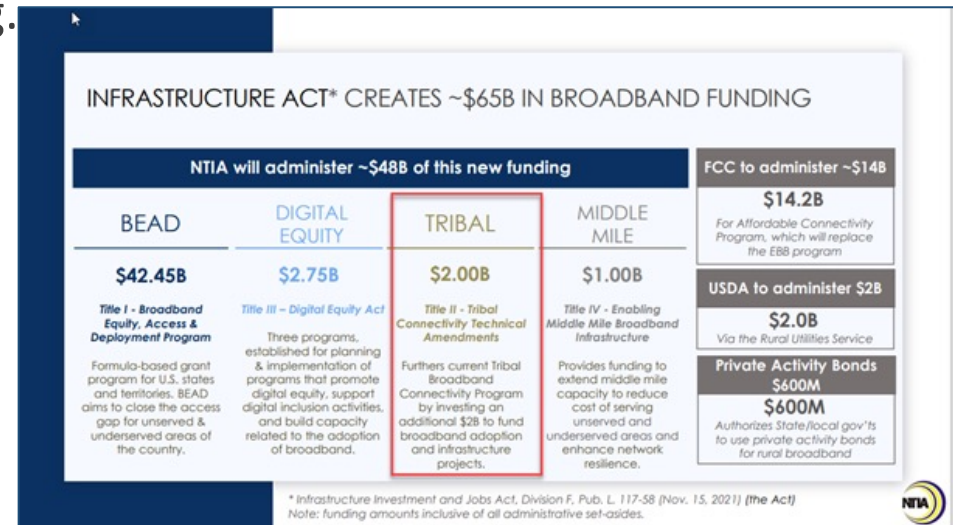 g.
INFRASTRUCTURE ACT* CREATES ~$65B IN BROADBAND FUNDING
NTIA will administer ~$48B of this new funding
BEAD
$42.45B
Title I - Broadband
Equity, Access &
Deployment Program
Formula-based grant
program for U.S. states
and territories. BEAD
aims to close the access
gap for unserved &
underserved areas of
the country.
DIGITAL
EQUITY
$2.75B
Title III – Digital Equity Act
Three programs,
established for planning
& implementation of
programs that promote
digital equity, support
digital inclusion activities,
and build capacity
related to the adoption
of broadband.
TRIBAL
$2.00B
Title II - Tribal
Connectivity Technical
Amendments
Furthers current Tribal
Broadband
Connectivity Program
by investing an
additional $2B to fund
broadband adoption
and infrastructure
projects.
MIDDLE
MILE
$1.00B
Title IV - Enabling
Middle Mile Broadband
Infrastructure
Provides funding to
extend middle mile
capacity to reduce
cost of serving
unserved and
underserved areas and
enhance network
resilience.
FCC to administer ~$14B
$14.2B
For Affordable Connectivity
Program, which will replace
the EBB program
USDA to administer $2B
$2.0B
Via the Rural Utilities Service
Private Activity Bonds
$600M
$600M
Authorizes State/local gov'ts
to use private activity bonds
for rural broadband
* Infrastructure Investment and Jobs Act, Division F, Pub. L. 117-58 (Nov. 15, 2021) (the Act)
Note: funding amounts inclusive of all administrative set-asides.
NTIA